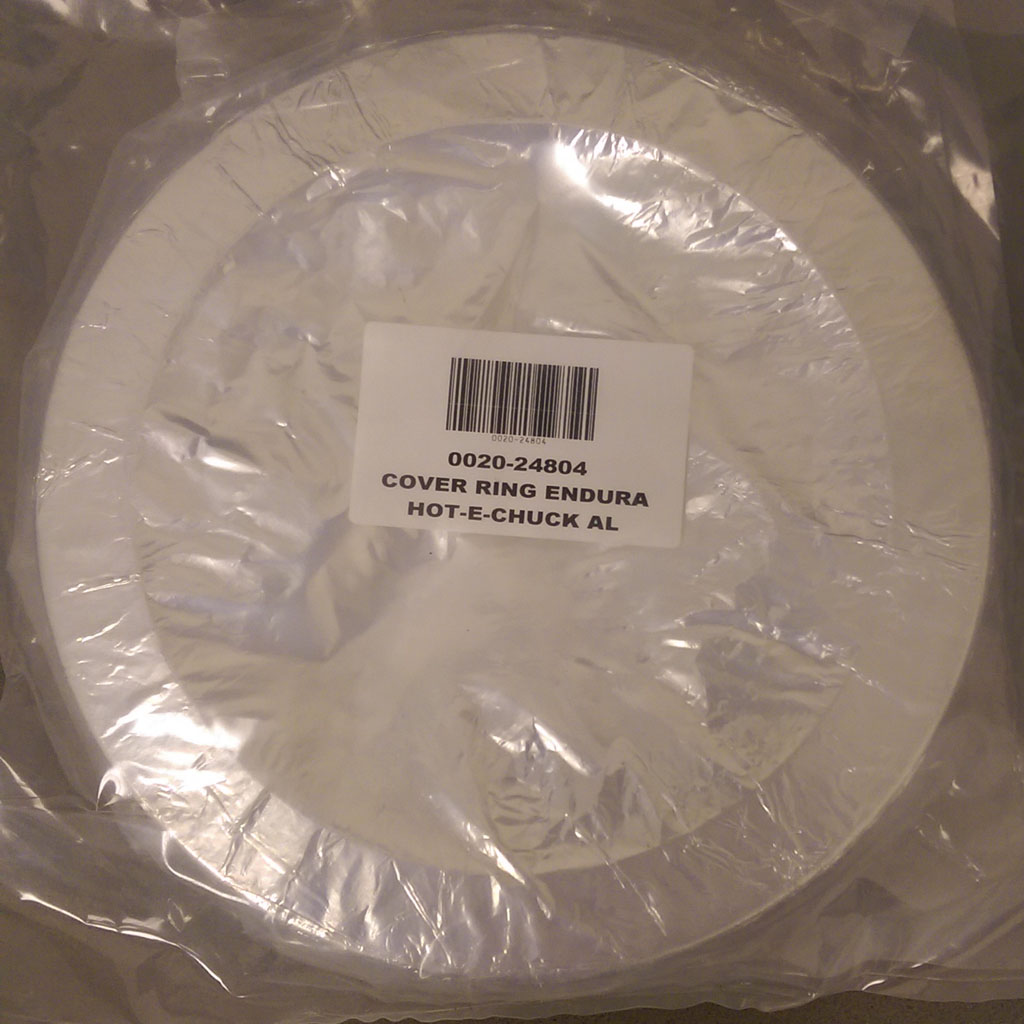 0020-24804
0020-24804
COVER RING ENDURA
HOT-E-CHUCK AL